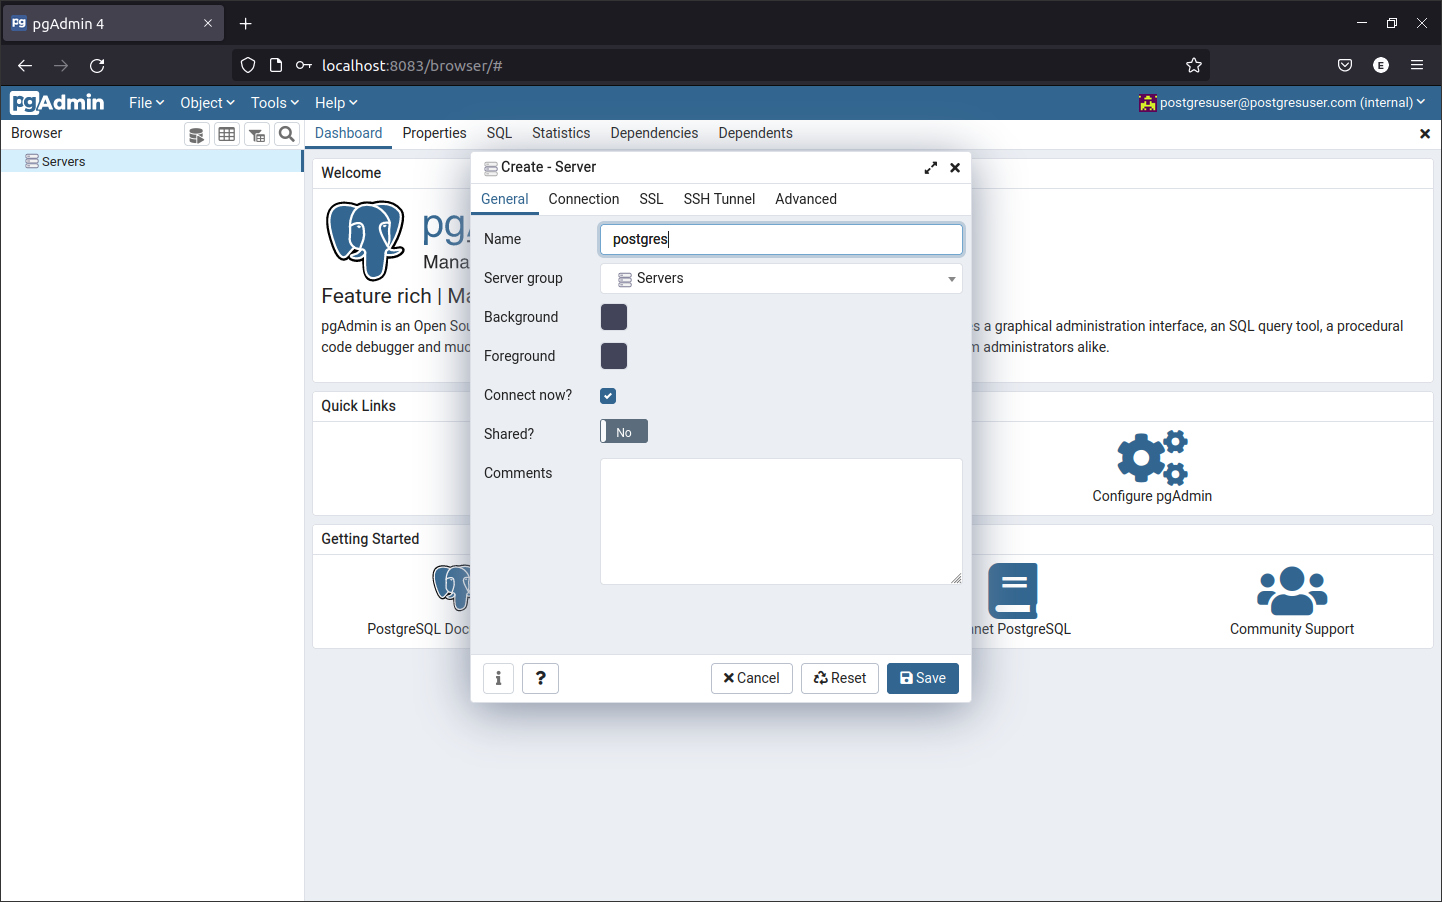 pgAdmin 4
localhost:8083/browser/#
E
pgAdmin
File
Object
Tools
Help
postgresuser@postgresuser.com (internal)
Browser
Dashboard
Properties
SQL
Statistics
Dependencies
Dependents
Servers
Welcome
Create - Server
General
Connection
SSL
SSH Tunnel
Advanced
Name
postgres
Server group
Servers
Background
Foreground
Connect now?
Shared?
No
Comments
i
?
Cancel
Reset
Save
pg
Mana
Feature rich | Ma
pgAdmin is an Open Sou
s a graphical administration interface, an SQL query tool, a procedural
code debugger and muc
m administrators alike.
Quick Links
Configure pgAdmin
Getting Started
PostgreSQL Doc
net PostgreSQL
Community Support